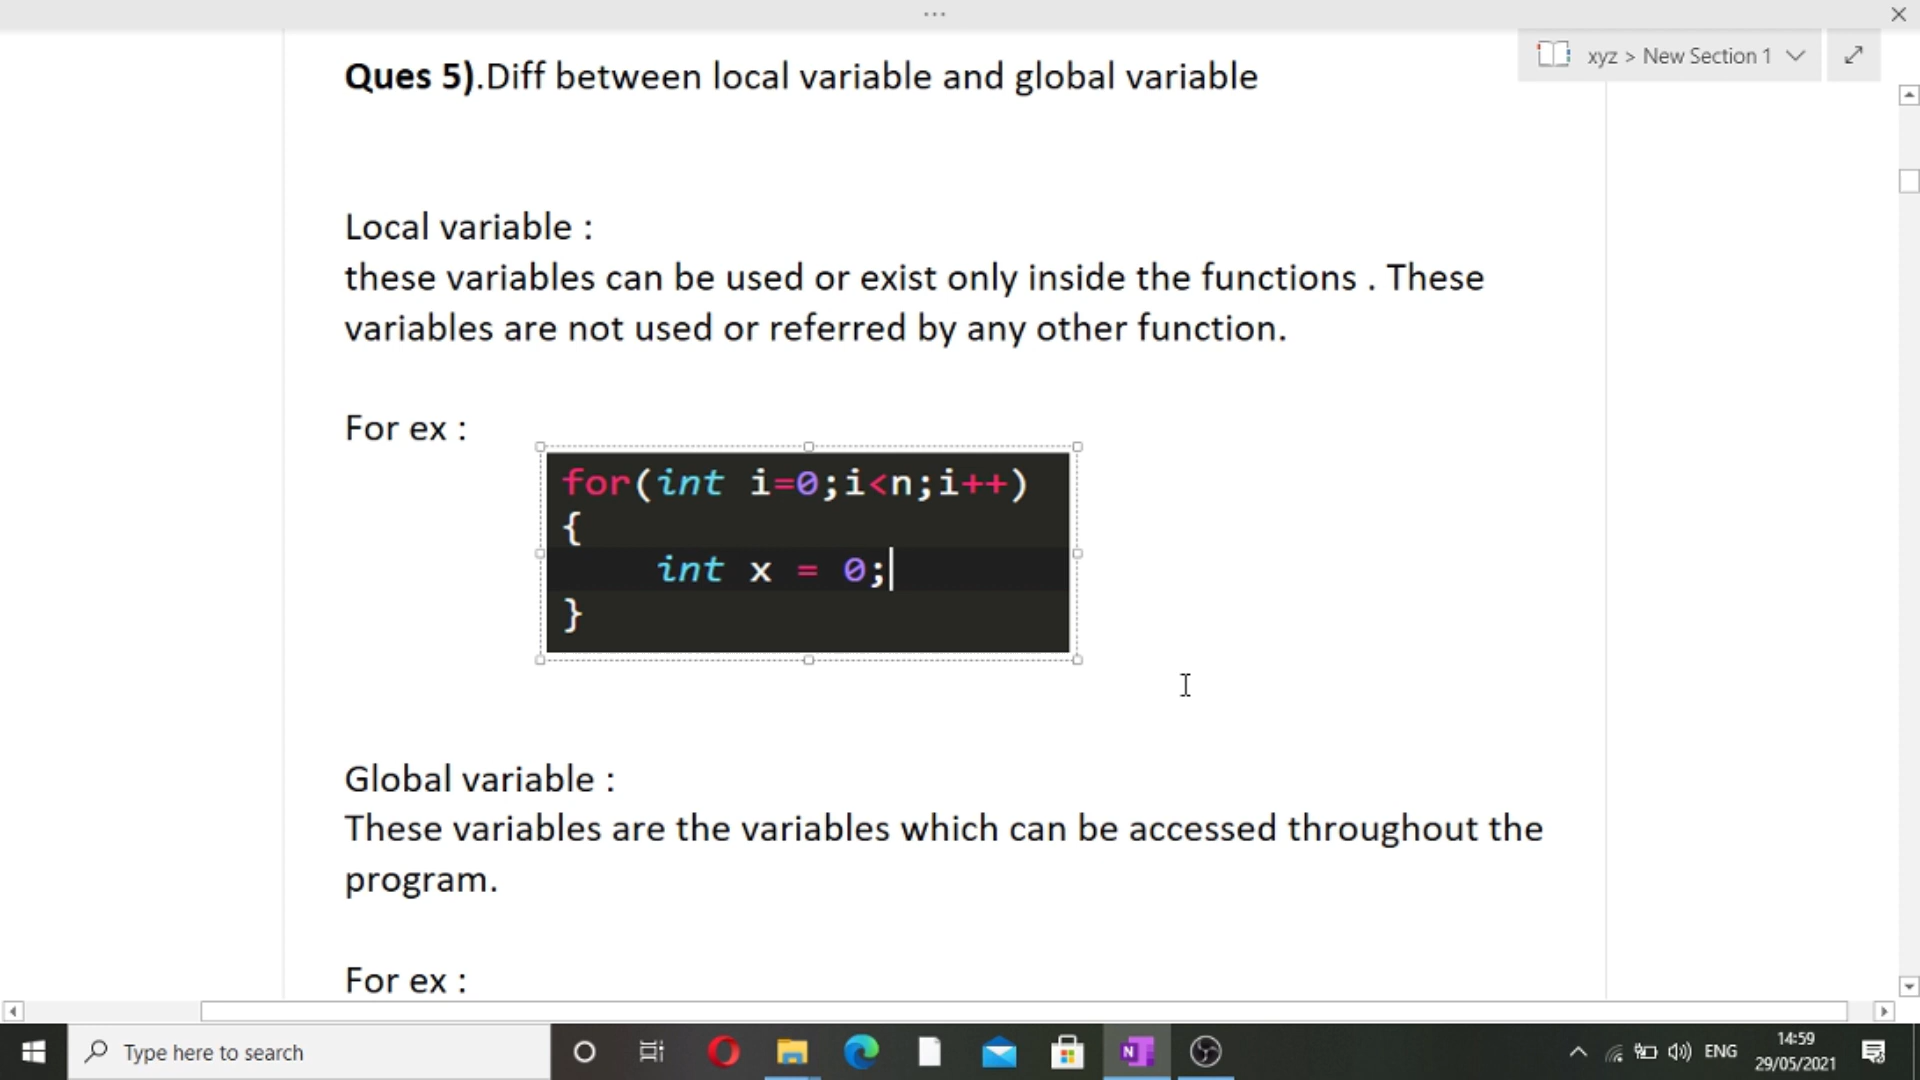 ...
xyz > New Section 1
Ques 5).Diff between local variable and global variable
Local variable :
these variables can be used or exist only inside the functions . These
variables are not used or referred by any other function.
For ex :
for(int i=0;i<n;i++)
{
    int x = 0;
}
Global variable :
These variables are the variables which can be accessed throughout the
program.
For ex :
Type here to search
N
ENG
14:59
29/05/2021